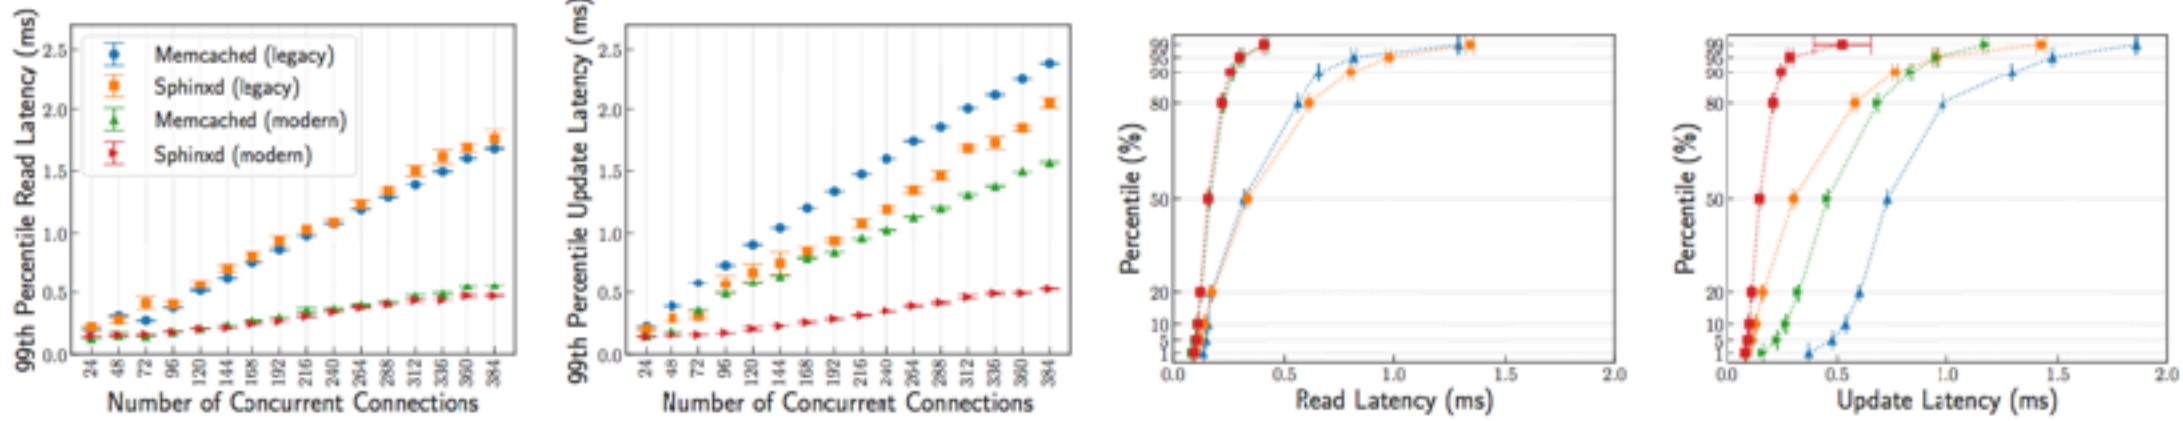 99th Percentile Read Latency (ms)
2.5
2.0
1.5
1.0
0.5
0.0
Memcached (legacy)
Sphinxd (legacy)
Memcached (modern)
Sphinxd (modern)
24 48 72 96 120 144 168 192 216 240 264 288 312 336 360 384
Number of Concurrent Connections
99th Percentile Update Latency (ms)
2.5
2.0
1.5
1.0
0.5
0.0
24 48 72 96 120 144 168 192 216 240 264 288 312 336 360 384
Number of Concurrent Connections
Percentile (%)
99
95
90
80
50
20
10
5
1
0.0 0.5 1.0 1.5 2.0
Read Latency (ms)
Percentile (%)
99
95
90
80
50
20
10
5
1
0.0 0.5 1.0 1.5 2.0
Update Latency (ms)